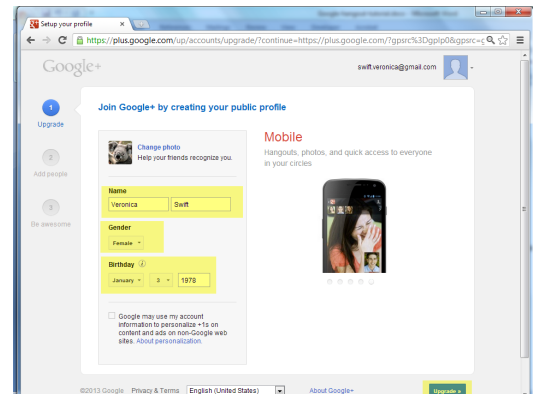 Setup your profile
https://plus.google.com/up/accounts/upgrade/?continue=https://plus.google.com/?gpsrc%3Dgplp0&gpsrc=g
Google+
swift.veronica@gmail.com
1
Upgrade
2
Add people
3
Be awesome
Join Google+ by creating your public profile
Change photo
Help your friends recognize you.
Name
Veronica Swift
Gender
Female
Birthday
January 3 1978
Google may use my account
information to personalize +1s on
content and ads on non-Google web
sites. About personalization.
Mobile
Hangouts, photos, and quick access to everyone
in your circles
©2013 Google Privacy & Terms English (United States) About Google+
Upgrade »